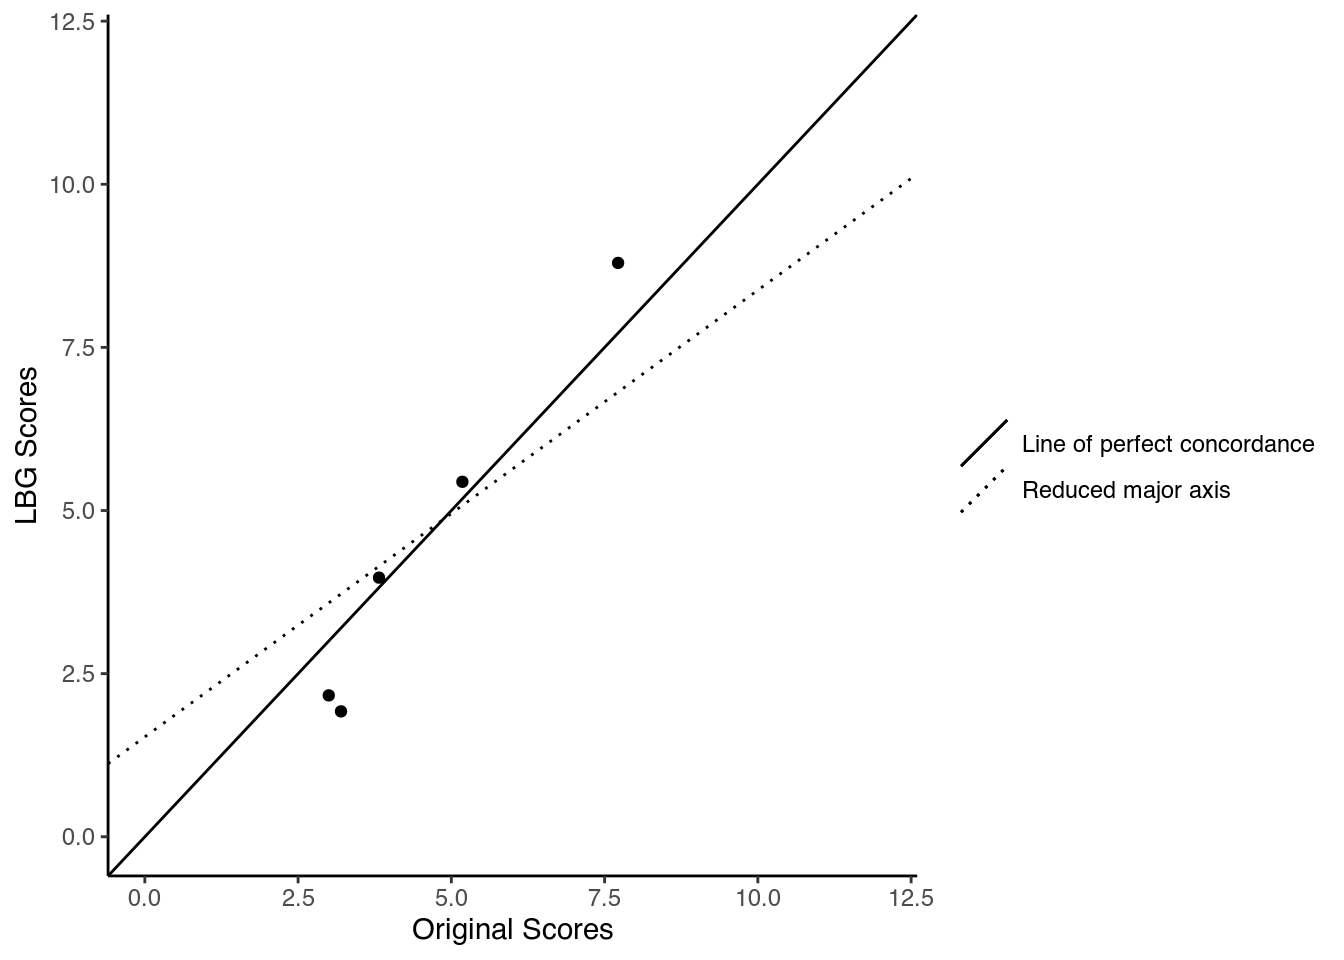 12.5
10.0
7.5
5.0
2.5
0.0
LBG Scores
0.0 2.5 5.0 7.5 10.0 12.5
Original Scores
Line of perfect concordance
Reduced major axis